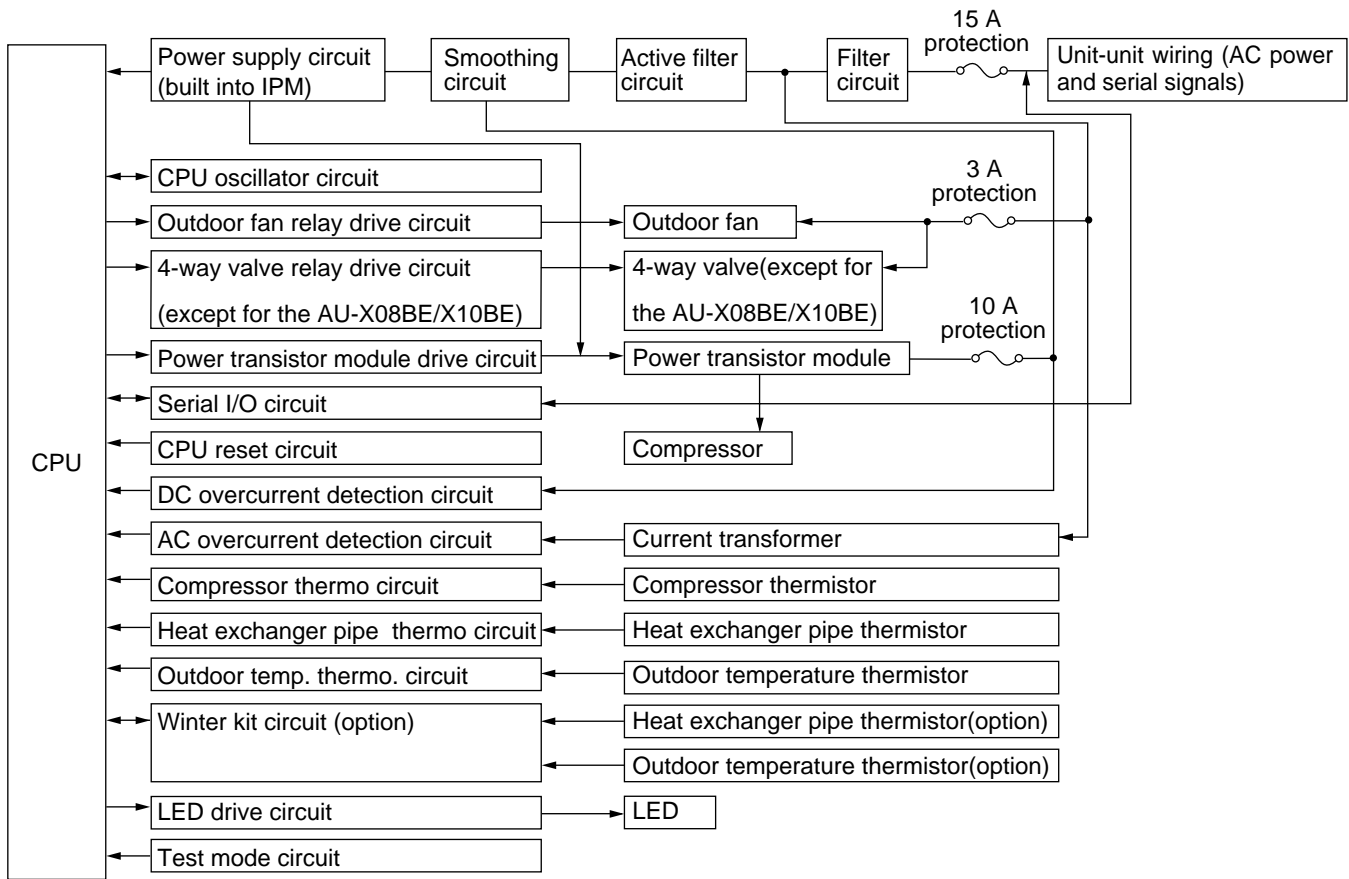 15 A
protection
Power supply circuit
(built into IPM)
Smoothing
circuit
Active filter
circuit
Filter
circuit
Unit-unit wiring (AC power
and serial signals)
CPU
CPU oscillator circuit
3 A
protection
Outdoor fan relay drive circuit
Outdoor fan
4-way valve relay drive circuit
(except for the AU-X08BE/X10BE)
4-way valve(except for
the AU-X08BE/X10BE)
10 A
protection
Power transistor module drive circuit
Power transistor module
Serial I/O circuit
CPU reset circuit
Compressor
DC overcurrent detection circuit
AC overcurrent detection circuit
Current transformer
Compressor thermo circuit
Compressor thermistor
Heat exchanger pipe  thermo circuit
Heat exchanger pipe thermistor
Outdoor temp. thermo. circuit
Outdoor temperature thermistor
Winter kit circuit (option)
Heat exchanger pipe thermistor(option)
Outdoor temperature thermistor(option)
LED drive circuit
LED
Test mode circuit